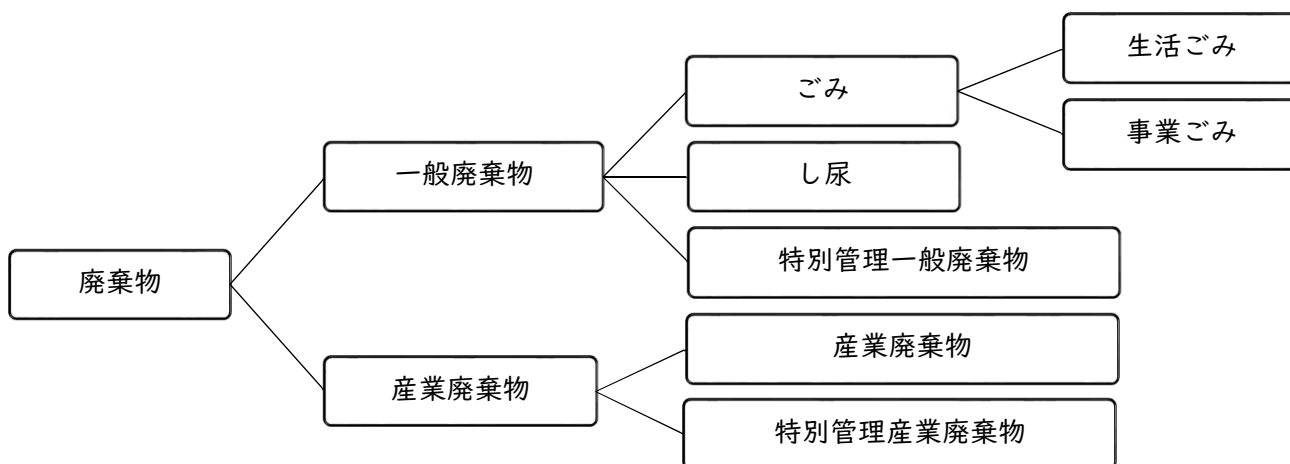 生活ごみ
ごみ
事業ごみ
一般廃棄物
し尿
特別管理一般廃棄物
廃棄物
産業廃棄物
産業廃棄物
特別管理産業廃棄物